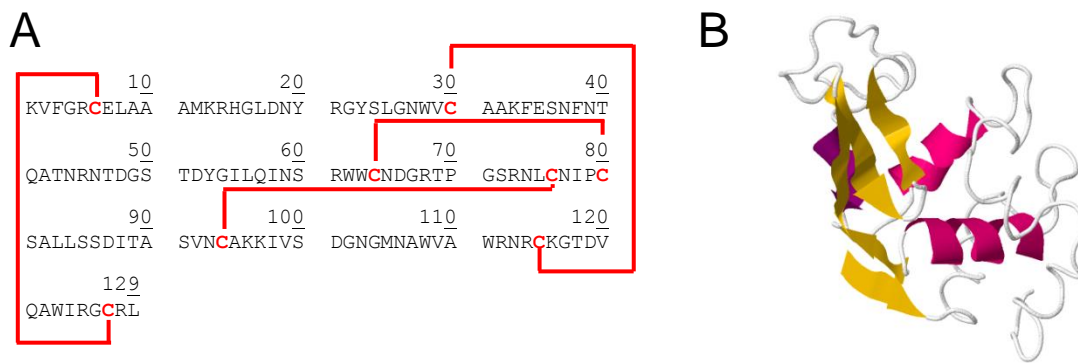 A
B
10 20 30 40
KVFGRCELAA AMKRHGLDNY RGYSLGNWVC AAKFESNFNT
50 60 70 80
QATNRNTDGS TDYGILQINS RWWCNDGRTP GSRNLCNIPC
90 100 110 120
SALLSSDITA SVNCAKKIVS DGNGMNAWVA WRNRCKGTDV
129
QAWIRGCRL